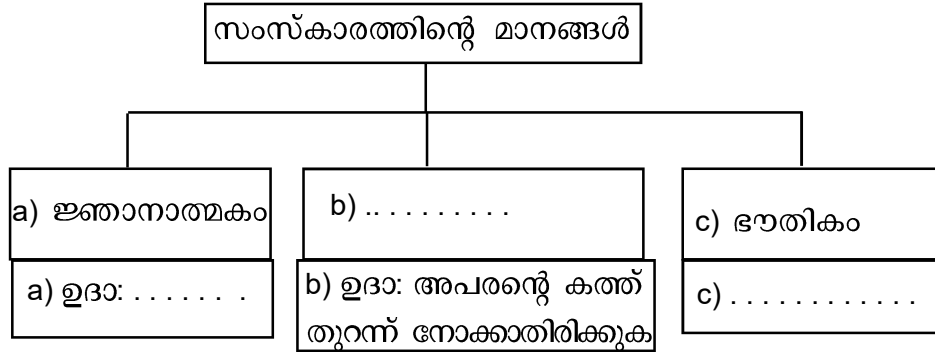 സംസ്കാരത്തിന്റെ മാനങ്ങൾ
a) ജ്ഞാനാത്മകം
b) .. . . . . . . . .
c) ഭൗതികം
a) ഉദാ: . . . . . . .
b) ഉദാ: അപരന്റെ കത്ത്
തുറന്ന് നോക്കാതിരിക്കുക
c) . . . . . . . . . . . .